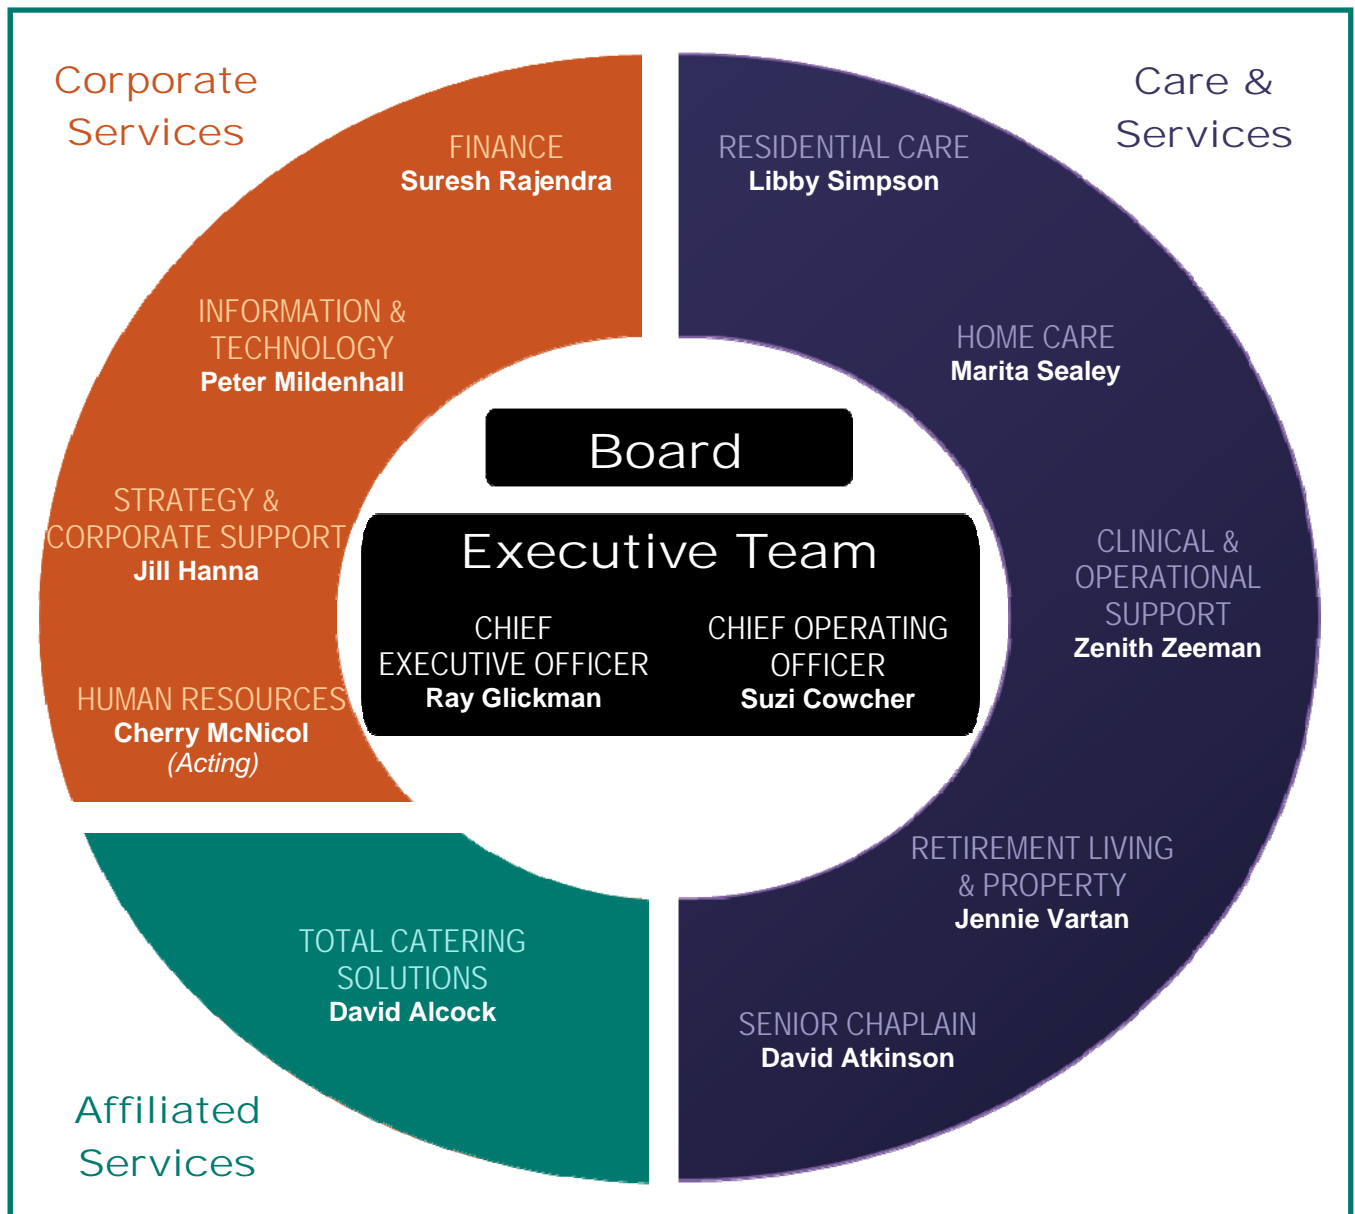 Corporate
Services
FINANCE
Suresh Rajendra
INFORMATION &
TECHNOLOGY
Peter Mildenhall
STRATEGY &
CORPORATE SUPPORT
Jill Hanna
HUMAN RESOURCES
Cherry McNicol
(Acting)
Care &
Services
RESIDENTIAL CARE
Libby Simpson
HOME CARE
Marita Sealey
CLINICAL &
OPERATIONAL
SUPPORT
Zenith Zeeman
RETIREMENT LIVING
& PROPERTY
Jennie Vartan
SENIOR CHAPLAIN
David Atkinson
Board
Executive Team
CHIEF
EXECUTIVE OFFICER
Ray Glickman
CHIEF OPERATING
OFFICER
Suzi Cowcher
TOTAL CATERING
SOLUTIONS
David Alcock
Affiliated
Services